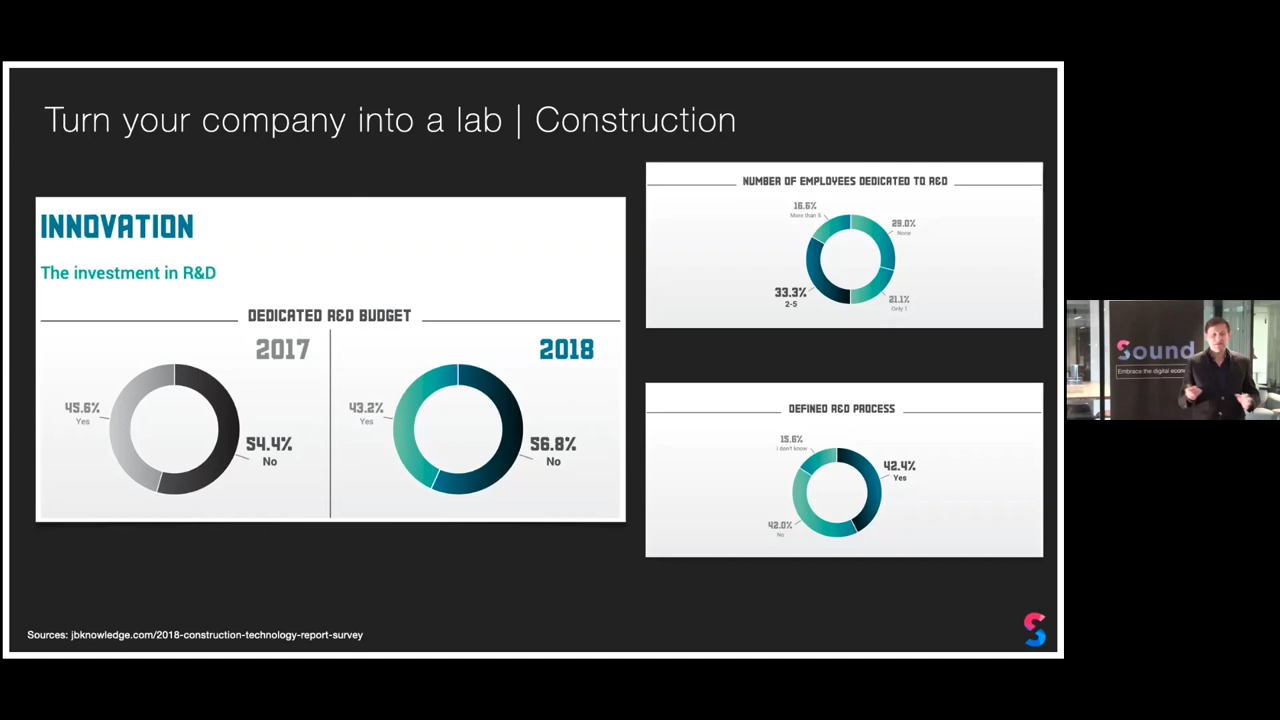 Turn your company into a lab | Construction
INNOVATION
The investment in R&D
DEDICATED R&D BUDGET
2017
2018
45.6%
Yes
54.4%
No
43.2%
Yes
56.8%
No
NUMBER OF EMPLOYEES DEDICATED TO R&D
16.6%
More than 5
29.0%
None
33.3%
2-5
21.1%
Only 1
DEFINED R&D PROCESS
15.6%
I don't know
42.4%
Yes
42.0%
No
Sources: jbknowledge.com/2018-construction-technology-report-survey
Sound
Embrace the digital